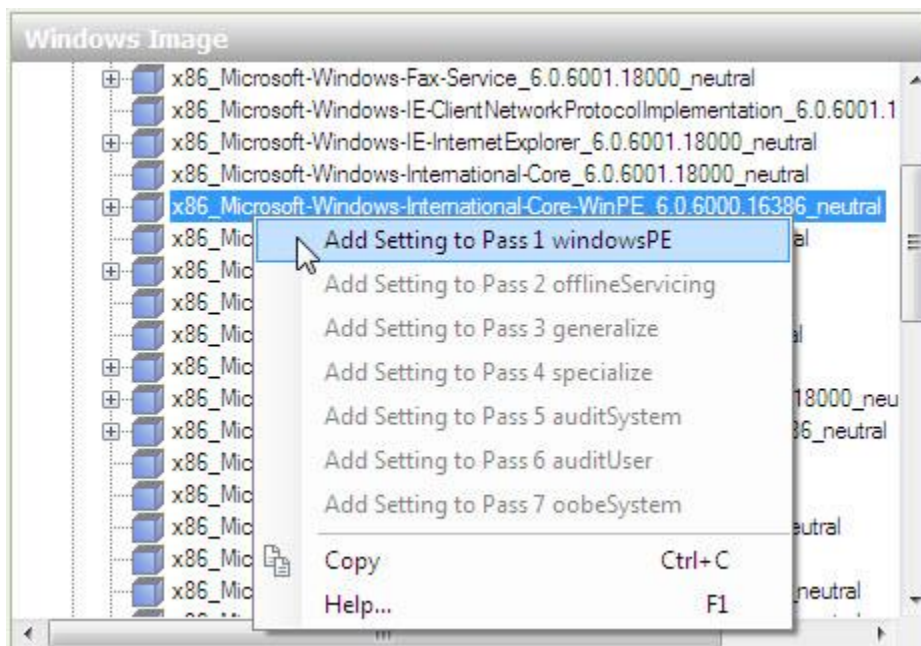 Windows Image
x86_Microsoft-Windows-Fax-Service_6.0.6001.18000_neutral
x86_Microsoft-Windows-IE-ClientNetworkProtocolImplementation_6.0.6001.1
x86_Microsoft-Windows-IE-InternetExplorer_6.0.6001.18000_neutral
x86_Microsoft-Windows-International-Core_6.0.6001.18000_neutral
x86_Microsoft-Windows-International-Core-WinPE_6.0.6000.16386_neutral
x86_Mic Add Setting to Pass 1 windowsPE al
x86_Mic Add Setting to Pass 2 offlineServicing
x86_Mic
x86_Mic Add Setting to Pass 3 generalize al
x86_Mic Add Setting to Pass 4 specialize
x86_Mic 18000_neu
x86_Mic Add Setting to Pass 5 auditSystem 86_neutral
x86_Mic Add Setting to Pass 6 auditUser
x86_Mic Add Setting to Pass 7 oobeSystem
x86_Mic eutral
x86_Mic Copy Ctrl+C
x86_Mic Help... F1 neutral